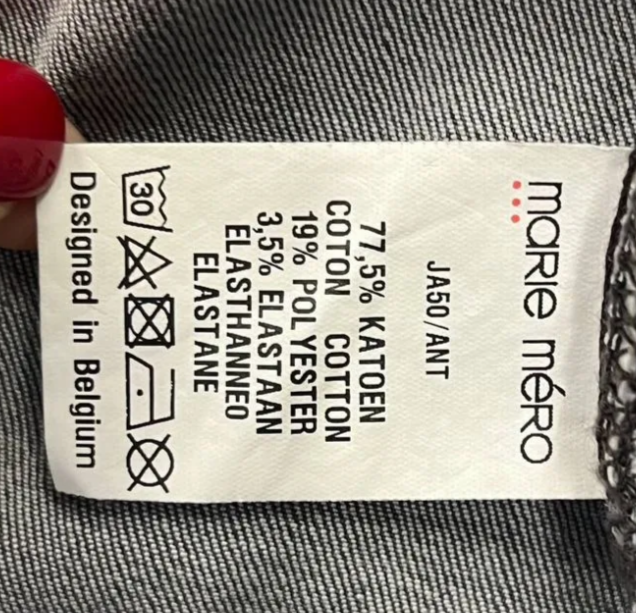 maRIe méRO
JA50/ANT
77,5% KATOEN
COTON COTTON
19% POLYESTER
3,5% ELASTAAN
ELASTHANNEO
ELASTANE
30
Designed in Belgium